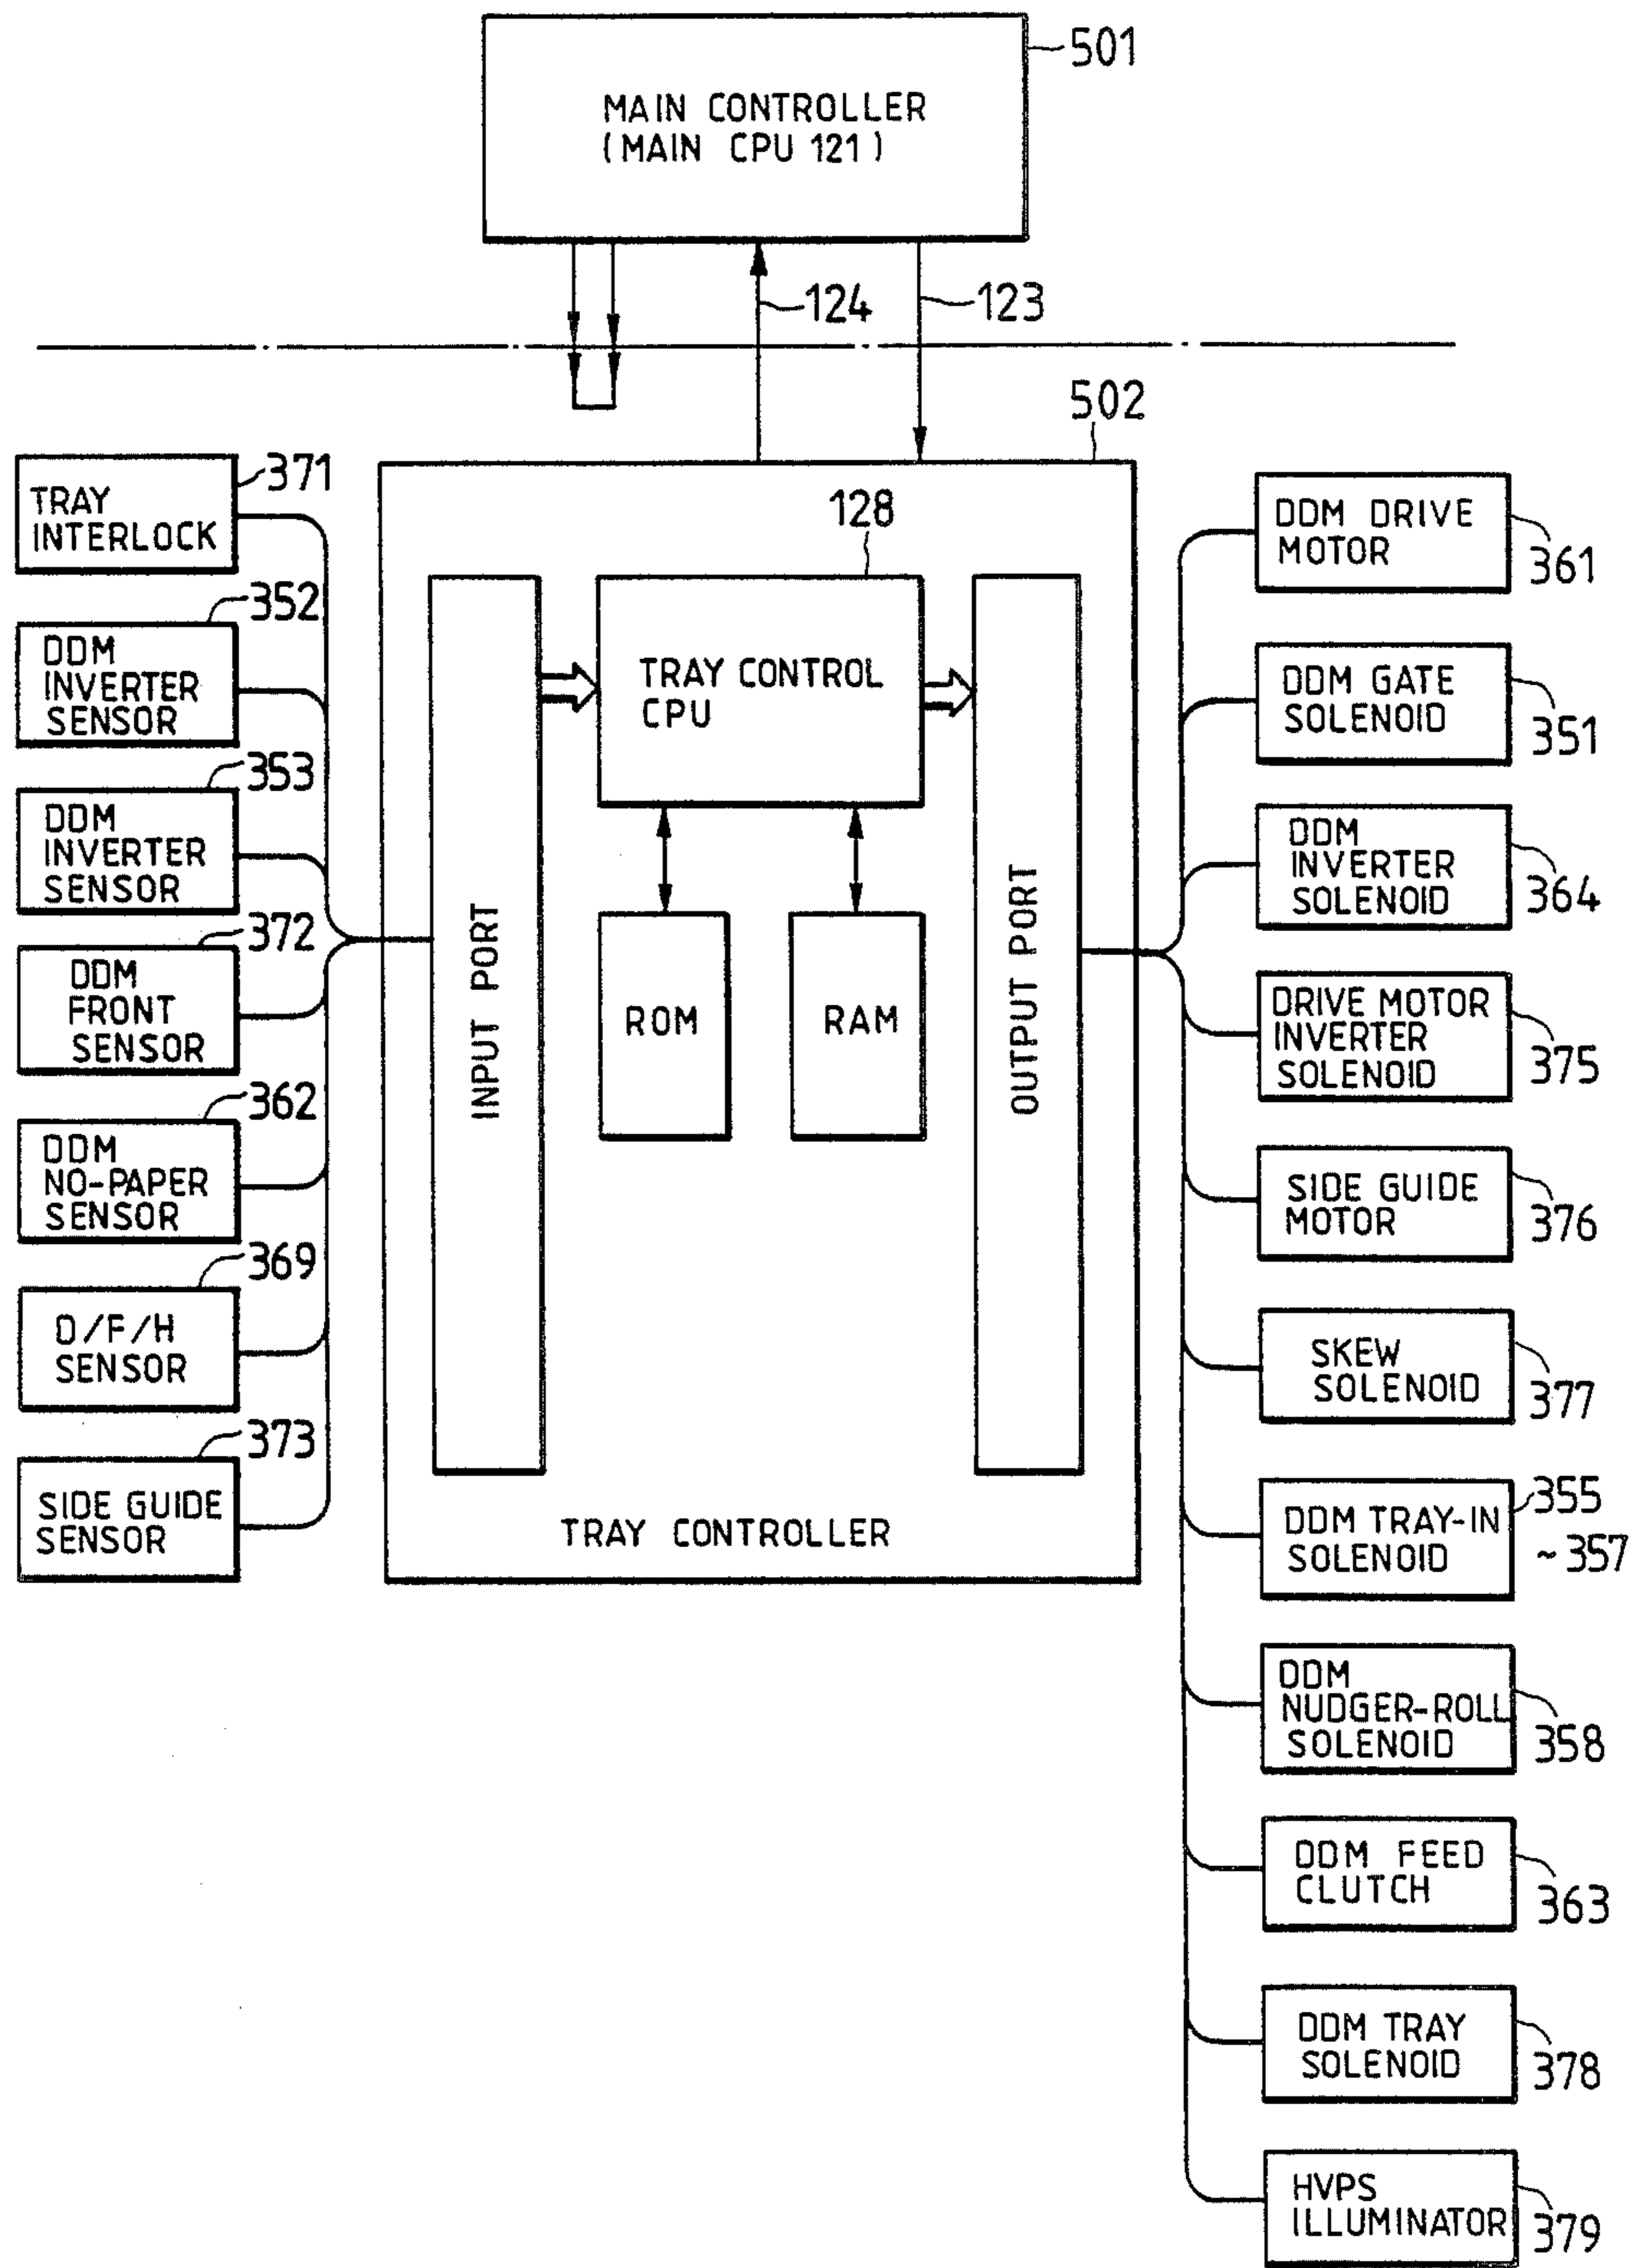 501
MAIN CONTROLLER
(MAIN CPU 121)
124
123
502
371
TRAY
INTERLOCK
352
DDM
INVERTER
SENSOR
353
DDM
INVERTER
SENSOR
372
DDM
FRONT
SENSOR
362
DDM
NO-PAPER
SENSOR
369
O/F/H
SENSOR
373
SIDE GUIDE
SENSOR
128
INPUT PORT
TRAY CONTROL
CPU
ROM
RAM
OUTPUT PORT
TRAY CONTROLLER
DDM DRIVE
MOTOR
361
DDM GATE
SOLENOID
351
DDM
INVERTER
SOLENOID
364
DRIVE MOTOR
INVERTER
SOLENOID
375
SIDE GUIDE
MOTOR
376
SKEW
SOLENOID
377
DDM TRAY-IN
SOLENOID
355
~357
DDM
NUDGER-ROLL
SOLENOID
358
DDM FEED
CLUTCH
363
DDM TRAY
SOLENOID
378
HVPS
ILLUMINATOR
379